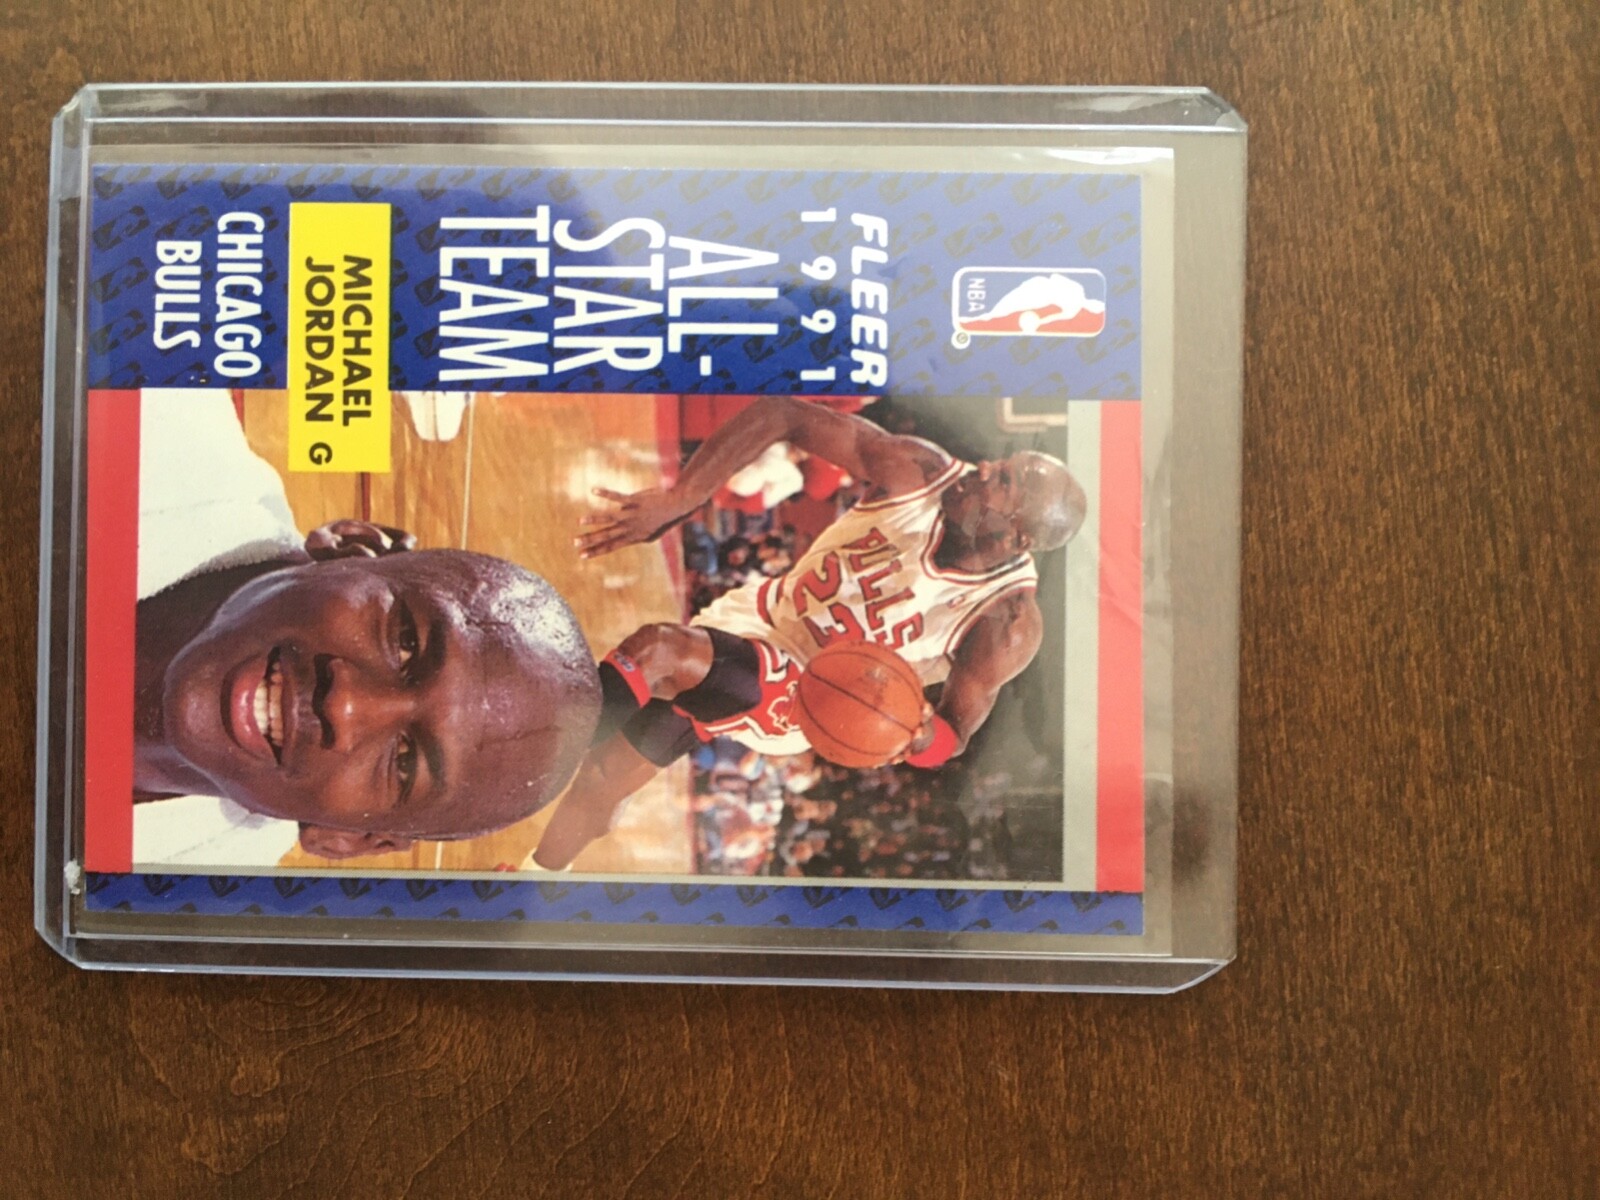 NBA
®
FLEER
1991
ALL-
STAR
TEAM
MICHAEL
JORDAN G
CHICAGO
BULLS
BULLS
23